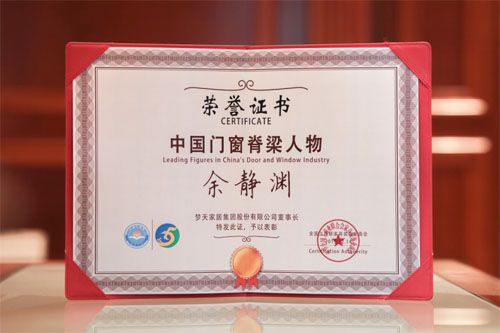 荣誉证书
CERTIFICATE
中国门窗脊梁人物
Leading Figures in China's Door and Window Industry
余静渊
梦天家居集团股份有限公司董事长
特发此证，予以表彰
Certification Authority